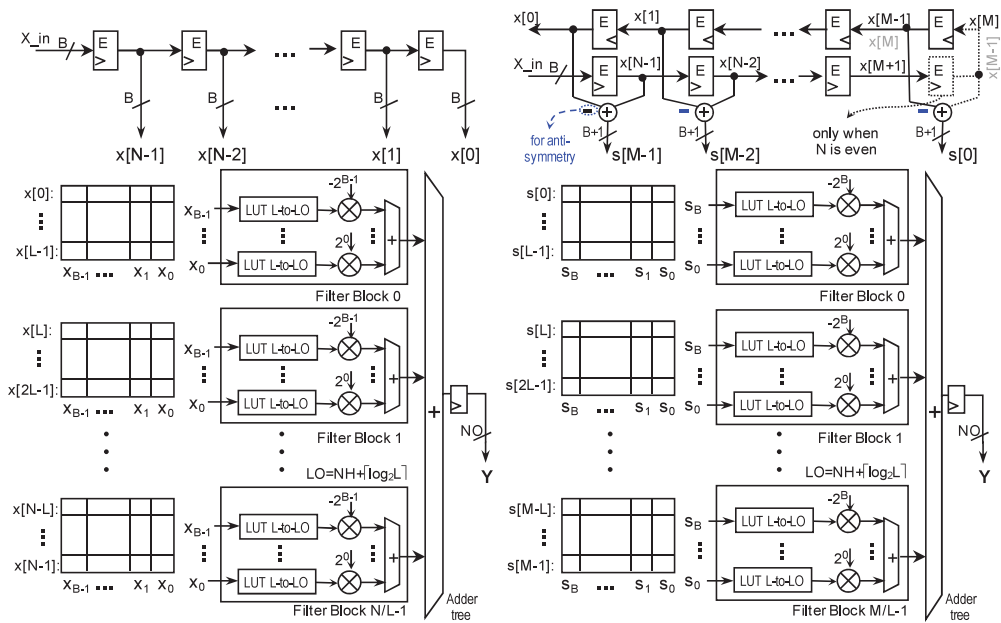 X_in B E E ... E E
B B ... B
x[N-1] x[N-2] x[1] x[0]
x[0]: x[L-1]:
x_{B-1} ... x_1 x_0
x_{B-1} LUT L-to-LO -2^{B-1}
x_0 LUT L-to-LO 2^0
+
Filter Block 0
x[L]: x[2L-1]:
x_{B-1} ... x_1 x_0
x_{B-1} LUT L-to-LO -2^{B-1}
x_0 LUT L-to-LO 2^0
+
Filter Block 1
LO=NH+⌈log_2L⌉
x[N-L]: x[N-1]:
x_{B-1} ... x_1 x_0
x_{B-1} LUT L-to-LO -2^{B-1}
x_0 LUT L-to-LO 2^0
+
Filter Block N/L-1
+
Adder
tree
NO
Y
x[0] E x[1] E x[M-1] E x[M] E
x[M] x[M-1]
X_in B E x[N-1] E x[N-2] ... E x[M+1] E
- + - + - +
for anti-
symmetry
only when
N is even
B+1 B+1 B+1
s[M-1] s[M-2] s[0]
s[0]: s[L-1]:
s_B ... s_1 s_0
s_B LUT L-to-LO -2^B
s_0 LUT L-to-LO 2^0
+
Filter Block 0
s[L]: s[2L-1]:
s_B ... s_1 s_0
s_B LUT L-to-LO -2^B
s_0 LUT L-to-LO 2^0
+
Filter Block 1
LO=NH+⌈log_2L⌉
s[M-L]: s[M-1]:
s_B ... s_1 s_0
s_B LUT L-to-LO -2^B
s_0 LUT L-to-LO 2^0
+
Filter Block M/L-1
+
Adder
tree
NO
Y